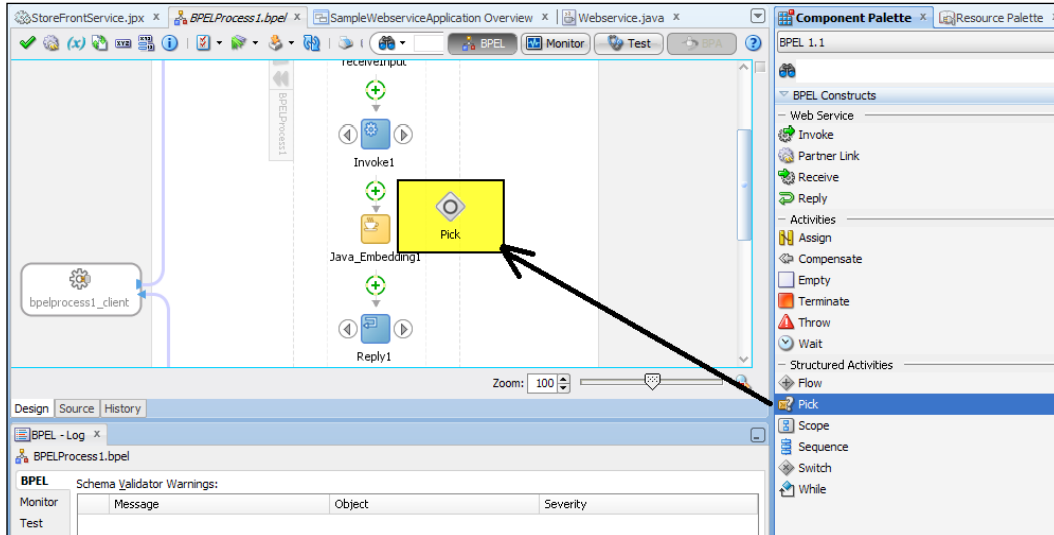 StoreFrontService.jpx x BPELProcess1.bpel x SampleWebserviceApplication Overview x Webservice.java x
BPEL Monitor Test BPA
receiveInput
BPELProcess1
Invoke1
Pick
Java_Embedding1
bpelprocess1_client
Reply1
Zoom: 100
Design Source History
BPEL - Log x
BPELProcess1.bpel
BPEL Schema Validator Warnings:
Monitor Message Object Severity
Test
Component Palette x Resource Palette
BPEL 1.1
BPEL Constructs
Web Service
Invoke
Partner Link
Receive
Reply
Activities
Assign
Compensate
Empty
Terminate
Throw
Wait
Structured Activities
Flow
Pick
Scope
Sequence
Switch
While